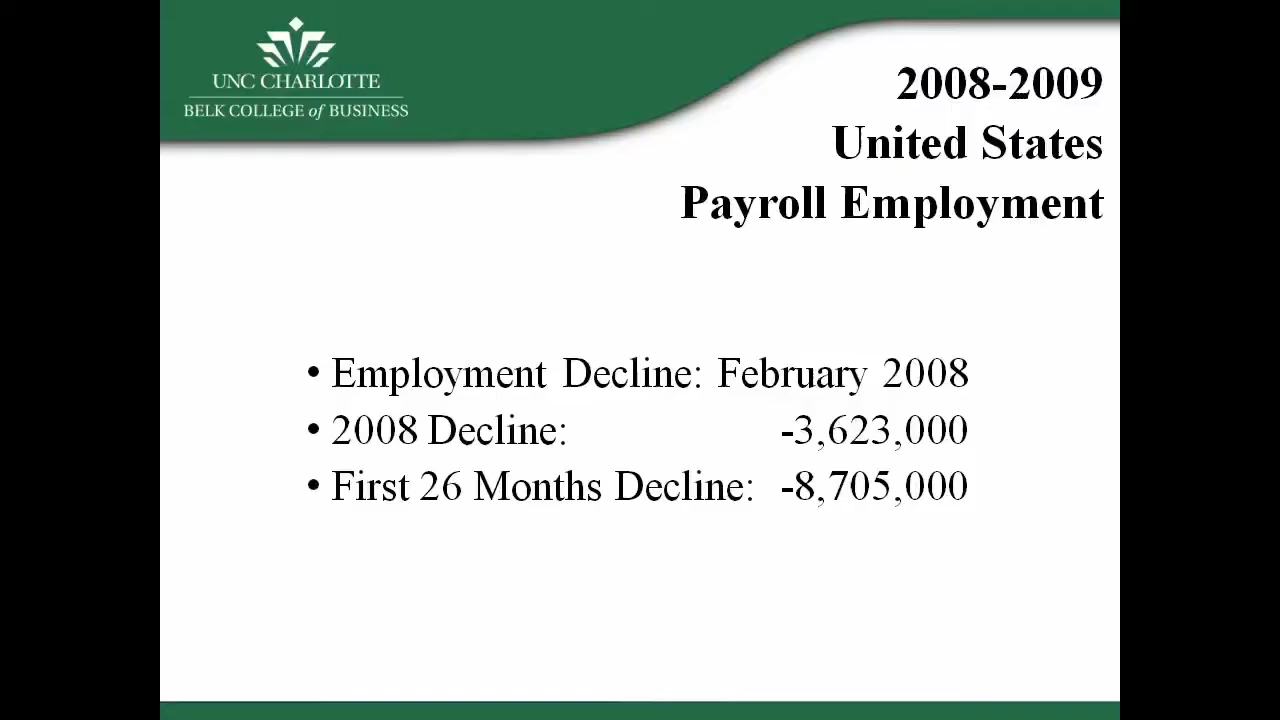 UNC CHARLOTTE
BELK COLLEGE of BUSINESS
2008-2009
United States
Payroll Employment
• Employment Decline: February 2008
• 2008 Decline: -3,623,000
• First 26 Months Decline: -8,705,000